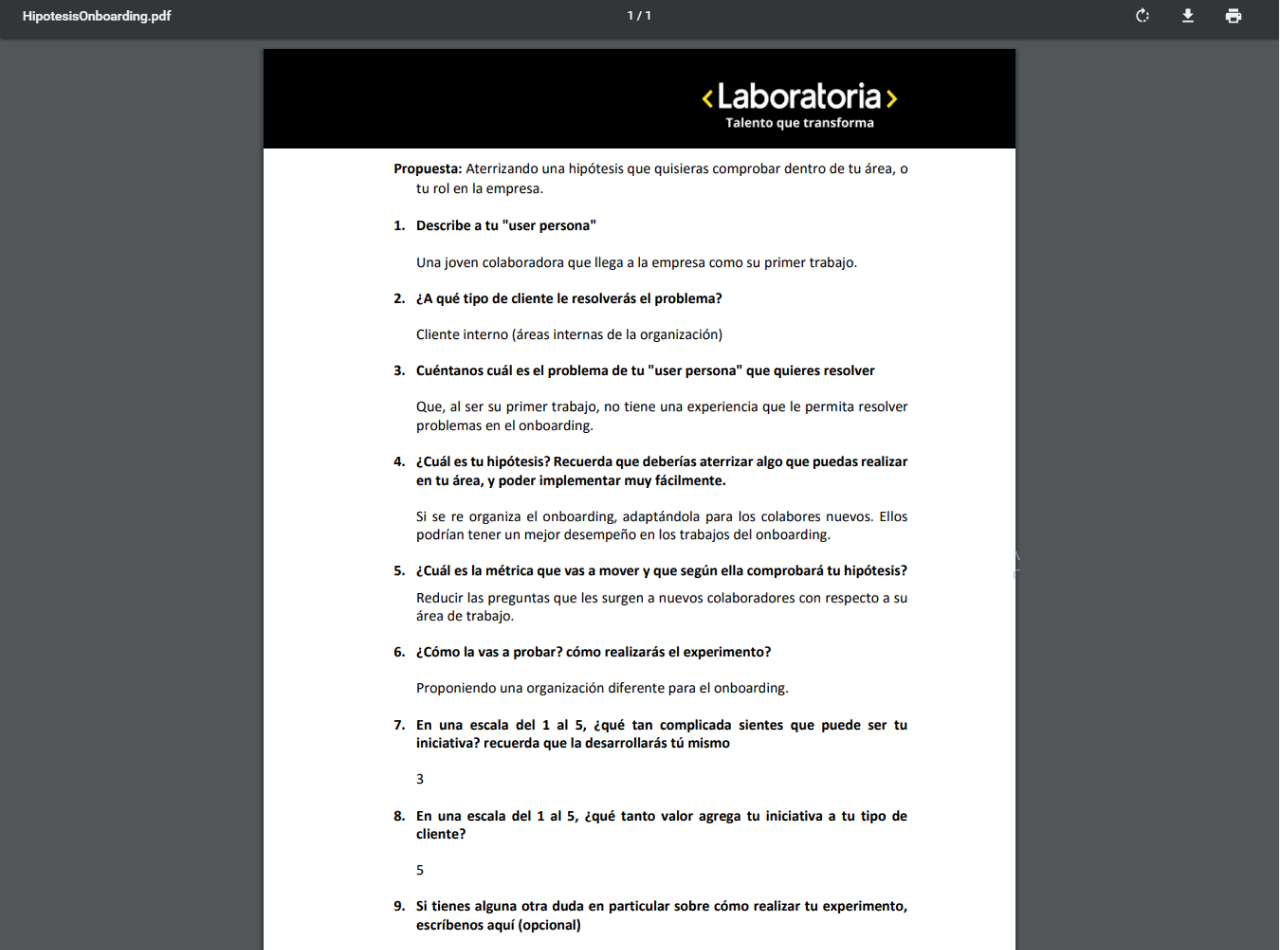 HipotesisOnboarding.pdf
1 / 1
<Laboratoria>
Talento que transforma
Propuesta: Aterrizando una hipótesis que quisieras comprobar dentro de tu área, o
tu rol en la empresa.
1. Describe a tu "user persona"
Una joven colaboradora que llega a la empresa como su primer trabajo.
2. ¿A qué tipo de cliente le resolverás el problema?
Cliente interno (áreas internas de la organización)
3. Cuéntanos cuál es el problema de tu "user persona" que quieres resolver
Que, al ser su primer trabajo, no tiene una experiencia que le permita resolver
problemas en el onboarding.
4. ¿Cuál es tu hipótesis? Recuerda que deberías aterrizar algo que puedas realizar
en tu área, y poder implementar muy fácilmente.
Si se re organiza el onboarding, adaptándola para los colabores nuevos. Ellos
podrían tener un mejor desempeño en los trabajos del onboarding.
5. ¿Cuál es la métrica que vas a mover y que según ella comprobará tu hipótesis?
Reducir las preguntas que les surgen a nuevos colaboradores con respecto a su
área de trabajo.
6. ¿Cómo la vas a probar? cómo realizarás el experimento?
Proponiendo una organización diferente para el onboarding.
7. En una escala del 1 al 5, ¿qué tan complicada sientes que puede ser tu
iniciativa? recuerda que la desarrollarás tú mismo
3
8. En una escala del 1 al 5, ¿qué tanto valor agrega tu iniciativa a tu tipo de
cliente?
5
9. Si tienes alguna otra duda en particular sobre cómo realizar tu experimento,
escríbenos aquí (opcional)